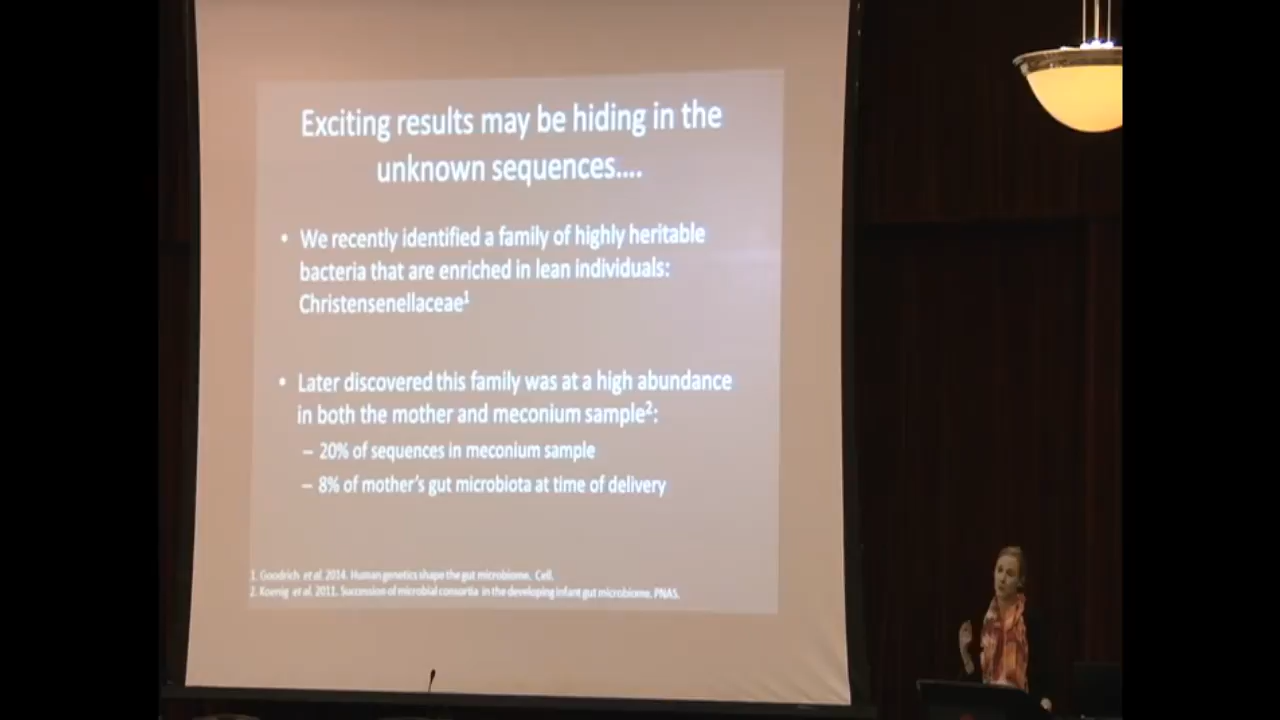 Exciting results may be hiding in the
unknown sequences....
• We recently identified a family of highly heritable
bacteria that are enriched in lean individuals:
Christensenellaceae¹
• Later discovered this family was at a high abundance
in both the mother and meconium sample²:
– 20% of sequences in meconium sample
– 8% of mother's gut microbiota at time of delivery
1. Goodrich et al. 2014. Human genetics shape the gut microbiome. Cell.
2. Koenig et al. 2011. Succession of microbial consortia in the developing infant gut microbiome. PNAS.